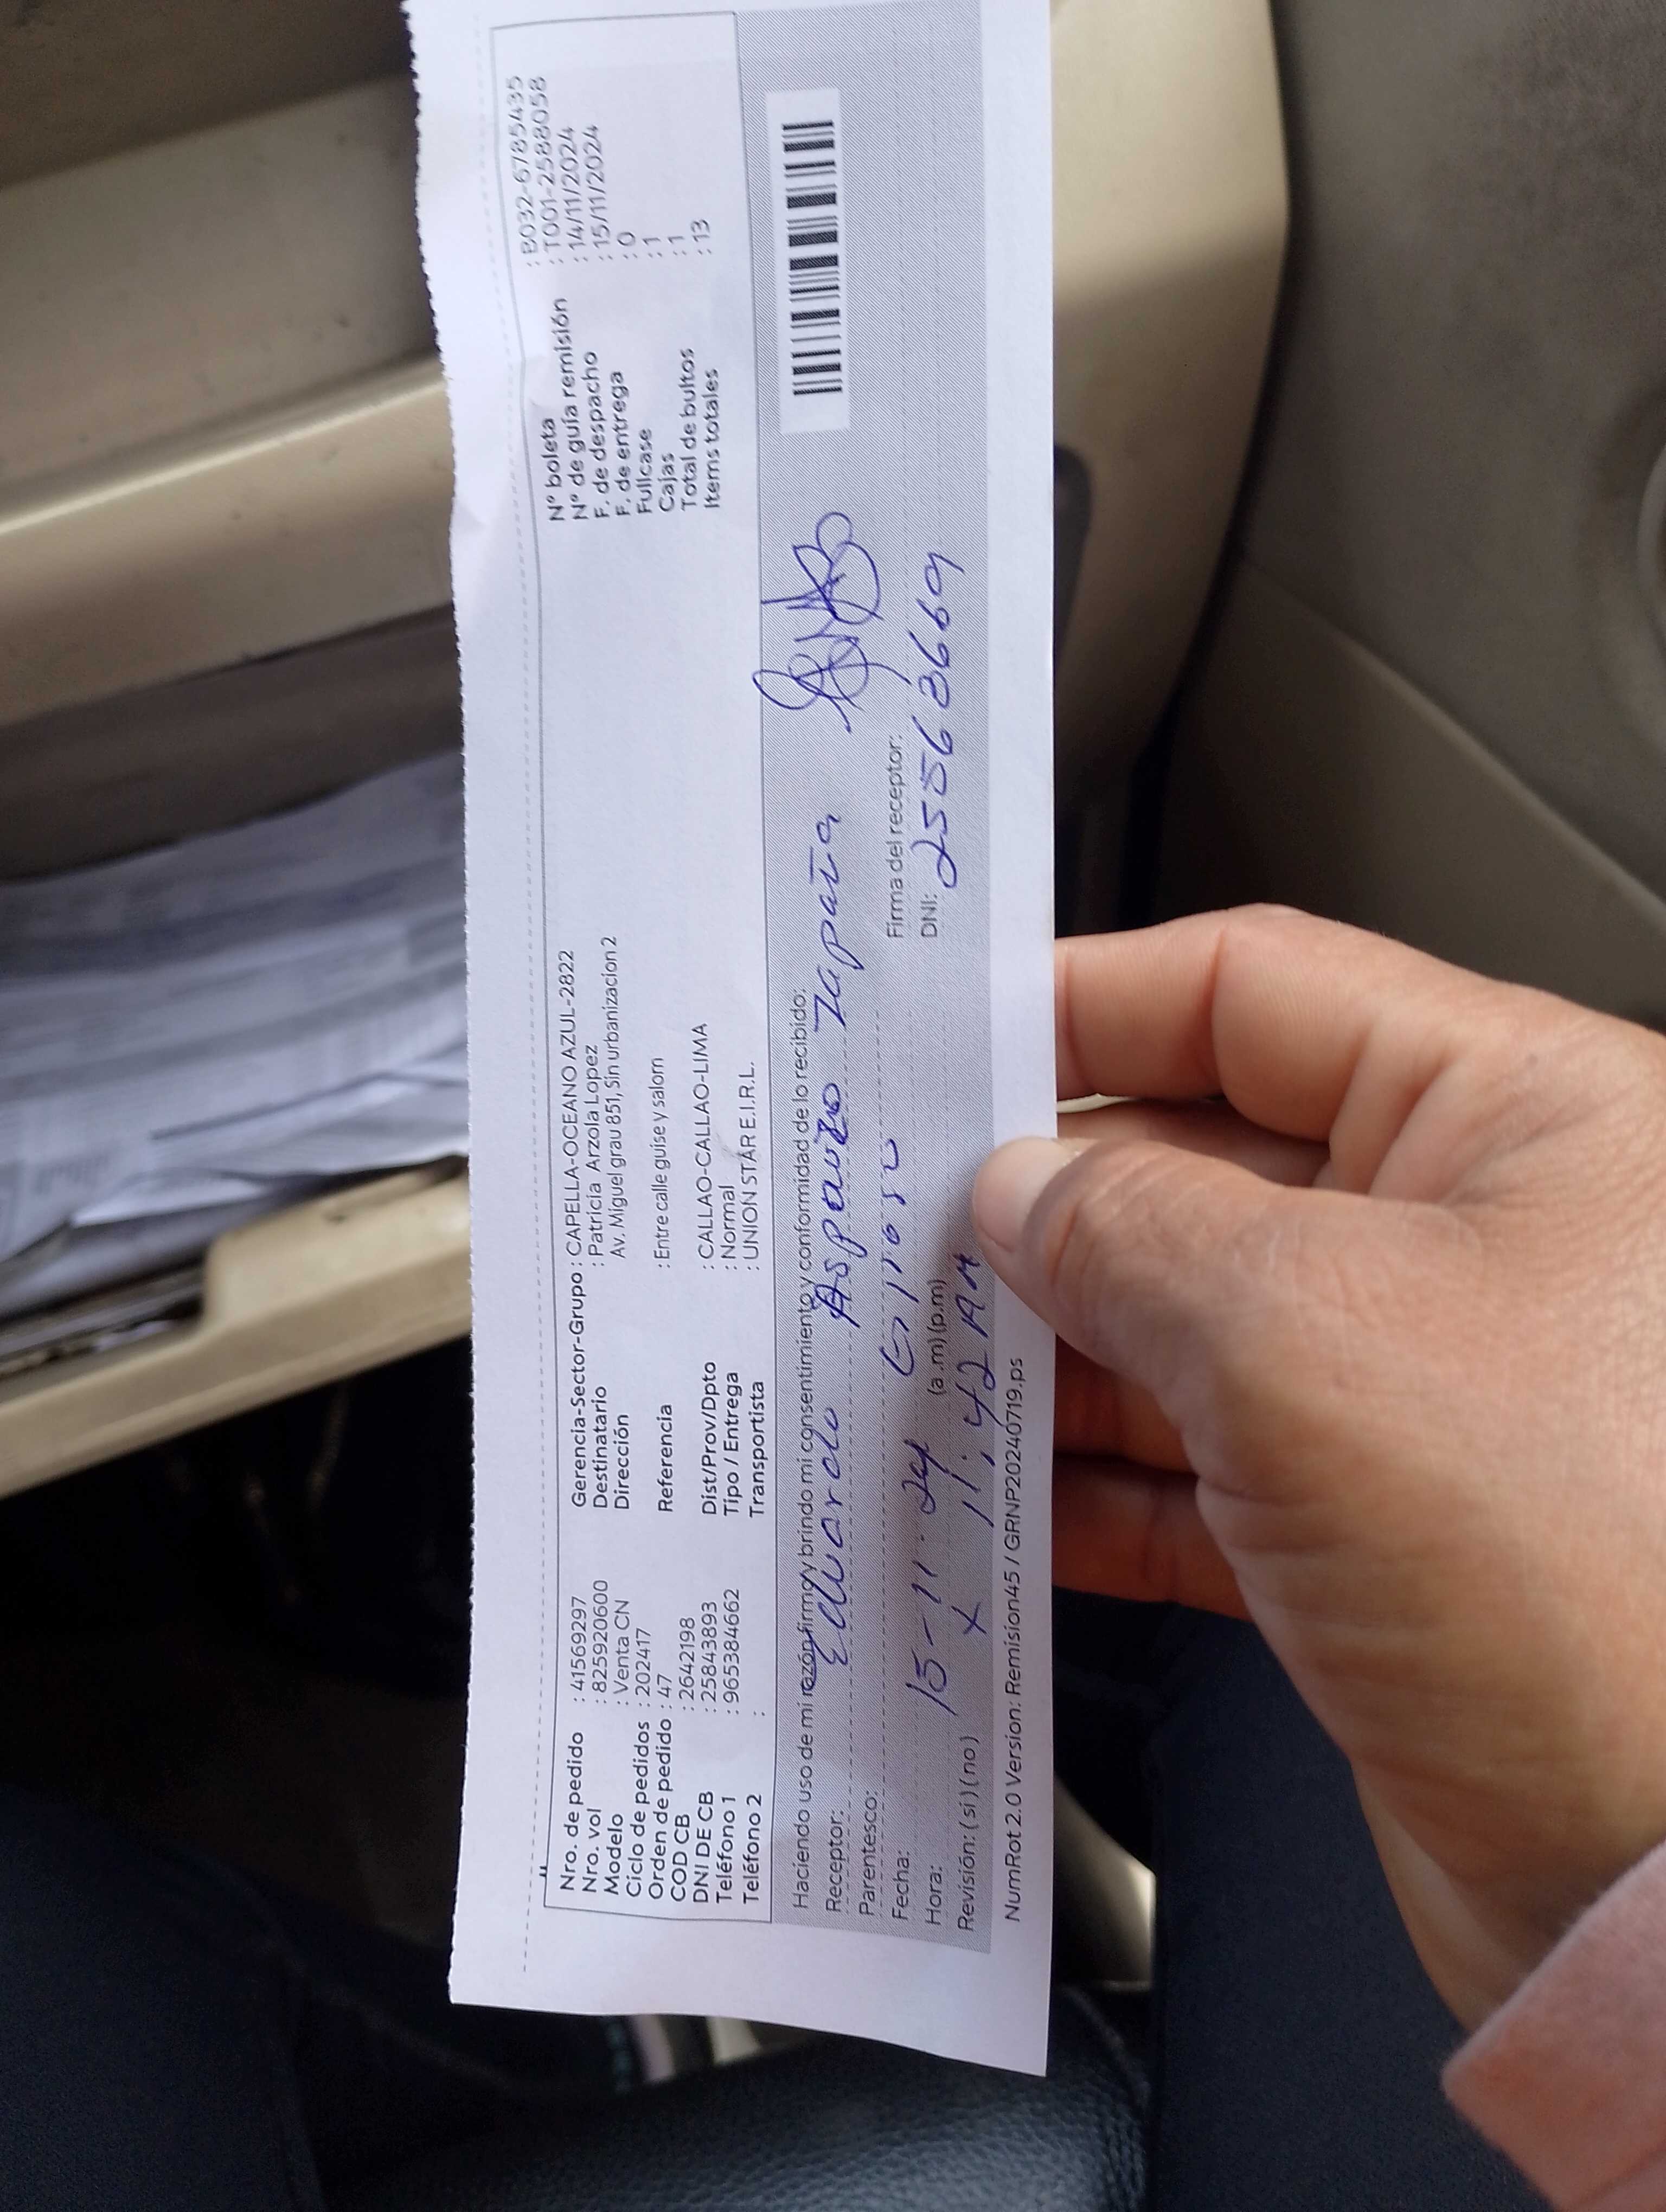 Nro. de pedido : 41569297
Nro. vol : 825920600
Modelo : Venta CN
Ciclo de pedidos : 202417
Orden de pedido : 47
COD CB : 2642198
DNI DE CB : 25843893
Teléfono 1 : 965384662
Teléfono 2 :
Gerencia-Sector-Grupo : CAPELLA-OCEANO AZUL-2822
Destinatario : Patricia Arzola Lopez
Dirección Av. Miguel grau 851, Sin urbanizacion 2
Referencia : Entre calle guise y salom
Dist/Prov/Dpto : CALLAO-CALLAO-LIMA
Tipo / Entrega : Normal
Transportista : UNION STAR E.I.R.L.
Nº boleta : B032-6785435
Nº de guía remisión : T001-2588058
F. de despacho : 14/11/2024
F. de entrega : 15/11/2024
Fullcase : 0
Cajas : 1
Total de bultos : 1
Items totales : 13
Haciendo uso de mi razón firmo y brindo mi consentimiento y conformidad de lo recibido:
Receptor: Eduardo Zapata
Parentesco: Esposo
Fecha: 15-11-24
Firma del receptor:
Hora: 11:42 AM (a .m) (p.m)
DNI: 25563669
Revisión: ( si ) ( no ) x
NumRot 2.0 Version: Remision45 / GRNP20240719.ps